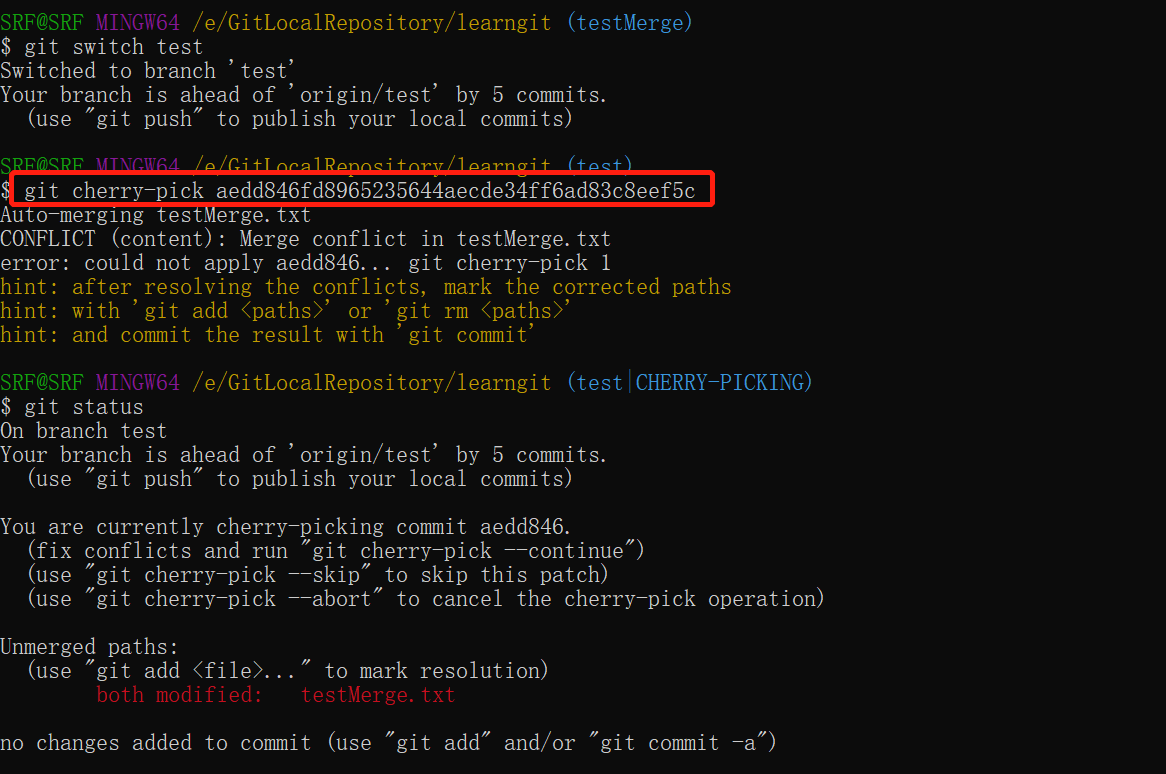 SRF@SRF MINGW64 /e/GitLocalRepository/learngit (testMerge)
$ git switch test
Switched to branch 'test'
Your branch is ahead of 'origin/test' by 5 commits.
  (use "git push" to publish your local commits)
SRF@SRF MINGW64 /e/GitLocalRepository/learngit (test)
$ git cherry-pick aedd846fd8965235644aecde34ff6ad83c8eef5c
Auto-merging testMerge.txt
CONFLICT (content): Merge conflict in testMerge.txt
error: could not apply aedd846... git cherry-pick 1
hint: after resolving the conflicts, mark the corrected paths
hint: with 'git add <paths>' or 'git rm <paths>'
hint: and commit the result with 'git commit'
SRF@SRF MINGW64 /e/GitLocalRepository/learngit (test|CHERRY-PICKING)
$ git status
On branch test
Your branch is ahead of 'origin/test' by 5 commits.
  (use "git push" to publish your local commits)
You are currently cherry-picking commit aedd846.
  (fix conflicts and run "git cherry-pick --continue")
  (use "git cherry-pick --skip" to skip this patch)
  (use "git cherry-pick --abort" to cancel the cherry-pick operation)
Unmerged paths:
  (use "git add <file>..." to mark resolution)
        both modified:   testMerge.txt
no changes added to commit (use "git add" and/or "git commit -a")